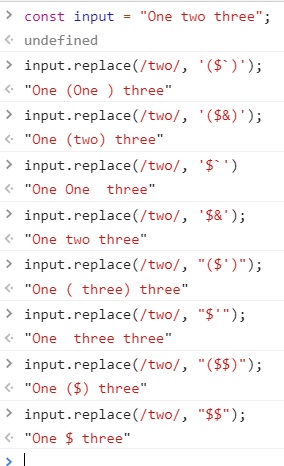 > const input = "One two three";
< undefined
> input.replace(/two/, '($`)');
< "One (One ) three"
> input.replace(/two/, '($&)');
< "One (two) three"
> input.replace(/two/, '$`')
< "One One  three"
> input.replace(/two/, '$&');
< "One two three"
> input.replace(/two/, "($')");
< "One ( three) three"
> input.replace(/two/, "$'");
< "One  three three"
> input.replace(/two/, "($$)");
< "One ($) three"
> input.replace(/two/, "$$");
< "One $ three"
>